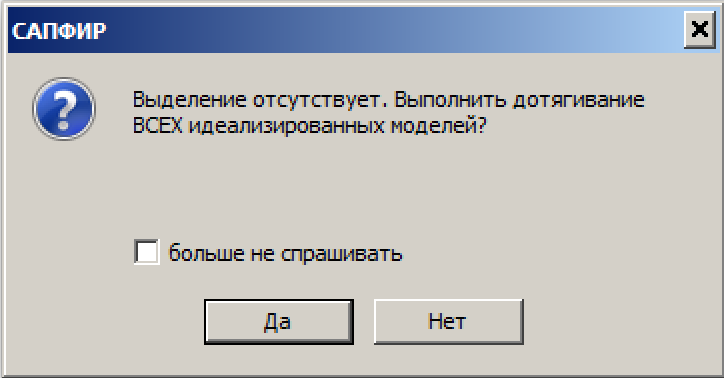 САПФИР
Выделение отсутствует. Выполнить дотягивание
ВСЕХ идеализированных моделей?
больше не спрашивать
Да
Нет